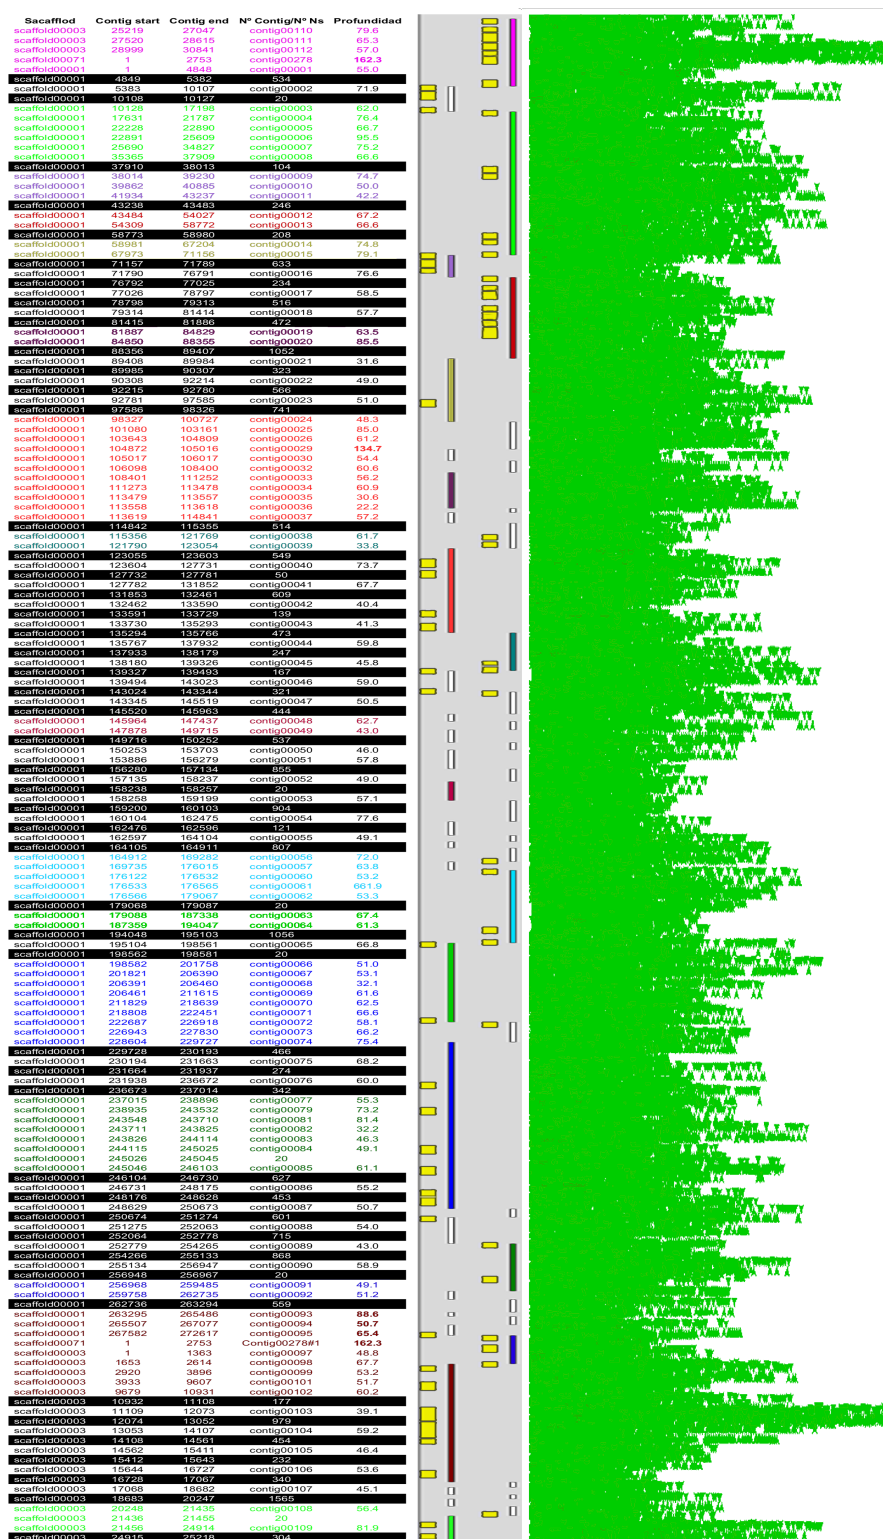 Sacafflod Contig start Contig end Nº Contig/Nº Ns Profundidad
scaffold00003 25219 27047 contig00110 79.6
scaffold00003 27520 28615 contig00111 65.3
scaffold00003 28999 30841 contig00112 57.0
scaffold00071 1 2753 contig00278 162.3
scaffold00001 1 4848 contig00001 55.0
scaffold00001 4849 5382 534
scaffold00001 5383 10107 contig00002 71.9
scaffold00001 10108 10127 20
scaffold00001 10128 17198 contig00003 62.0
scaffold00001 17631 21787 contig00004 76.4
scaffold00001 22228 22890 contig00005 66.7
scaffold00001 22891 25609 contig00006 95.5
scaffold00001 25690 34827 contig00007 75.2
scaffold00001 35365 37909 contig00008 66.6
scaffold00001 37910 38013 104
scaffold00001 38014 39230 contig00009 74.7
scaffold00001 39862 40885 contig00010 50.0
scaffold00001 41934 43237 contig00011 42.2
scaffold00001 43238 43483 246
scaffold00001 43484 54027 contig00012 67.2
scaffold00001 54309 58772 contig00013 66.6
scaffold00001 58773 58980 208
scaffold00001 58981 67204 contig00014 74.8
scaffold00001 67973 71156 contig00015 79.1
scaffold00001 71157 71789 633
scaffold00001 71790 76791 contig00016 76.6
scaffold00001 76792 77025 234
scaffold00001 77026 78797 contig00017 58.5
scaffold00001 78798 79313 516
scaffold00001 79314 81414 contig00018 57.7
scaffold00001 81415 81886 472
scaffold00001 81887 84829 contig00019 63.5
scaffold00001 84850 88355 contig00020 85.5
scaffold00001 88356 89407 1052
scaffold00001 89408 89984 contig00021 31.6
scaffold00001 89985 90307 323
scaffold00001 90308 92214 contig00022 49.0
scaffold00001 92215 92780 566
scaffold00001 92781 97585 contig00023 51.0
scaffold00001 97586 98326 741
scaffold00001 98327 100727 contig00024 48.3
scaffold00001 101080 103161 contig00025 85.0
scaffold00001 103643 104809 contig00026 61.2
scaffold00001 104872 105016 contig00029 134.7
scaffold00001 105017 106017 contig00030 54.4
scaffold00001 106098 108400 contig00032 60.6
scaffold00001 108401 111252 contig00033 56.2
scaffold00001 111273 113478 contig00034 60.9
scaffold00001 113479 113557 contig00035 30.6
scaffold00001 113558 113618 contig00036 22.2
scaffold00001 113619 114841 contig00037 57.2
scaffold00001 114842 115355 514
scaffold00001 115356 121769 contig00038 61.7
scaffold00001 121790 123054 contig00039 33.8
scaffold00001 123055 123603 549
scaffold00001 123604 127731 contig00040 73.7
scaffold00001 127732 127781 50
scaffold00001 127782 131852 contig00041 67.7
scaffold00001 131853 132461 609
scaffold00001 132462 133590 contig00042 40.4
scaffold00001 133591 133729 139
scaffold00001 133730 135293 contig00043 41.3
scaffold00001 135294 135766 473
scaffold00001 135767 137932 contig00044 59.8
scaffold00001 137933 138179 247
scaffold00001 138180 139326 contig00045 45.8
scaffold00001 139327 139493 167
scaffold00001 139494 143023 contig00046 59.0
scaffold00001 143024 143344 321
scaffold00001 143345 145519 contig00047 50.5
scaffold00001 145520 145963 444
scaffold00001 145964 147437 contig00048 62.7
scaffold00001 147878 149715 contig00049 43.0
scaffold00001 149716 150252 537
scaffold00001 150253 153703 contig00050 46.0
scaffold00001 153886 156279 contig00051 57.8
scaffold00001 156280 157134 855
scaffold00001 157135 158237 contig00052 49.0
scaffold00001 158238 158257 20
scaffold00001 158258 159199 contig00053 57.1
scaffold00001 159200 160103 904
scaffold00001 160104 162475 contig00054 77.6
scaffold00001 162476 162596 121
scaffold00001 162597 164104 contig00055 49.1
scaffold00001 164105 164911 807
scaffold00001 164912 169282 contig00056 72.0
scaffold00001 169735 176015 contig00057 63.8
scaffold00001 176122 176532 contig00060 53.2
scaffold00001 176533 176565 contig00061 661.9
scaffold00001 176566 179067 contig00062 53.3
scaffold00001 179068 179087 20
scaffold00001 179088 187338 contig00063 67.4
scaffold00001 187359 194047 contig00064 61.3
scaffold00001 194048 195103 1056
scaffold00001 195104 198561 contig00065 66.8
scaffold00001 198562 198581 20
scaffold00001 198582 201758 contig00066 51.0
scaffold00001 201821 206390 contig00067 53.1
scaffold00001 206391 206460 contig00068 32.1
scaffold00001 206461 211615 contig00069 61.6
scaffold00001 211829 218639 contig00070 62.5
scaffold00001 218808 222451 contig00071 66.6
scaffold00001 222687 226918 contig00072 58.1
scaffold00001 226943 227830 contig00073 66.2
scaffold00001 228604 229727 contig00074 75.4
scaffold00001 229728 230193 466
scaffold00001 230194 231663 contig00075 68.2
scaffold00001 231664 231937 274
scaffold00001 231938 236672 contig00076 60.0
scaffold00001 236673 237014 342
scaffold00001 237015 238896 contig00077 55.3
scaffold00001 238935 243532 contig00079 73.2
scaffold00001 243548 243710 contig00081 81.4
scaffold00001 243711 243825 contig00082 32.2
scaffold00001 243826 244114 contig00083 46.3
scaffold00001 244115 245025 contig00084 49.1
scaffold00001 245026 245045 20
scaffold00001 245046 246103 contig00085 61.1
scaffold00001 246104 246730 627
scaffold00001 246731 248175 contig00086 55.2
scaffold00001 248176 248628 453
scaffold00001 248629 250673 contig00087 50.7
scaffold00001 250674 251274 601
scaffold00001 251275 252063 contig00088 54.0
scaffold00001 252064 252778 715
scaffold00001 252779 254265 contig00089 43.0
scaffold00001 254266 255133 868
scaffold00001 255134 256947 contig00090 58.9
scaffold00001 256948 256967 20
scaffold00001 256968 259485 contig00091 49.1
scaffold00001 259758 262735 contig00092 51.2
scaffold00001 262736 263294 559
scaffold00001 263295 265486 contig00093 88.6
scaffold00001 265507 267077 contig00094 50.7
scaffold00001 267582 272617 contig00095 65.4
scaffold00071 1 2753 Contig00278#1 162.3
scaffold00003 1 1363 contig00097 48.8
scaffold00003 1653 2614 contig00098 67.7
scaffold00003 2920 3896 contig00099 53.2
scaffold00003 3933 9607 contig00101 51.7
scaffold00003 9679 10931 contig00102 60.2
scaffold00003 10932 11108 177
scaffold00003 11109 12073 contig00103 39.1
scaffold00003 12074 13052 979
scaffold00003 13053 14107 contig00104 59.2
scaffold00003 14108 14561 454
scaffold00003 14562 15411 contig00105 46.4
scaffold00003 15412 15643 232
scaffold00003 15644 16727 contig00106 53.6
scaffold00003 16728 17067 340
scaffold00003 17068 18682 contig00107 45.1
scaffold00003 18683 20247 1565
scaffold00003 20248 21435 contig00108 56.4
scaffold00003 21436 21455 20
scaffold00003 21456 24914 contig00109 81.9
scaffold00003 24915 25218 304